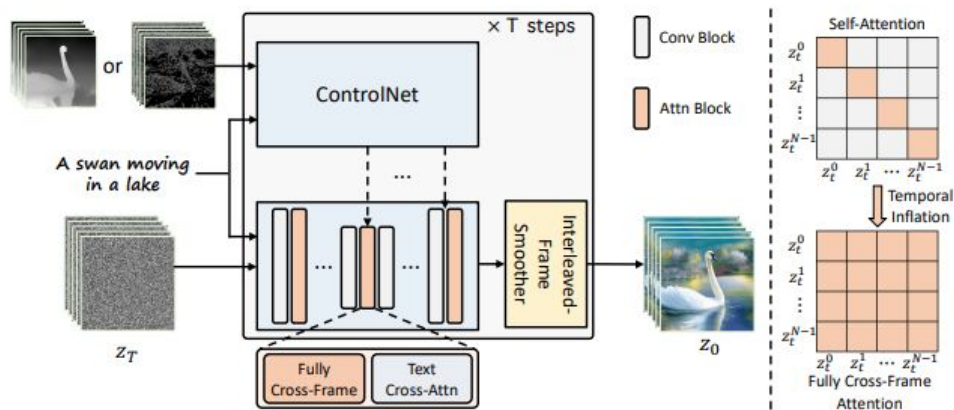 or
× T steps
ControlNet
A swan moving
in a lake
...
...
...
Interleaved-
Frame
Smoother
z_T
z_0
Fully
Cross-Frame
Text
Cross-Attn
Conv Block
Attn Block
Self-Attention
z_t^0
z_t^1
⋮
z_t^{N-1}
z_t^0 z_t^1 ... z_t^{N-1}
Temporal
Inflation
z_t^0
z_t^1
⋮
z_t^{N-1}
z_t^0 z_t^1 ... z_t^{N-1}
Fully Cross-Frame
Attention